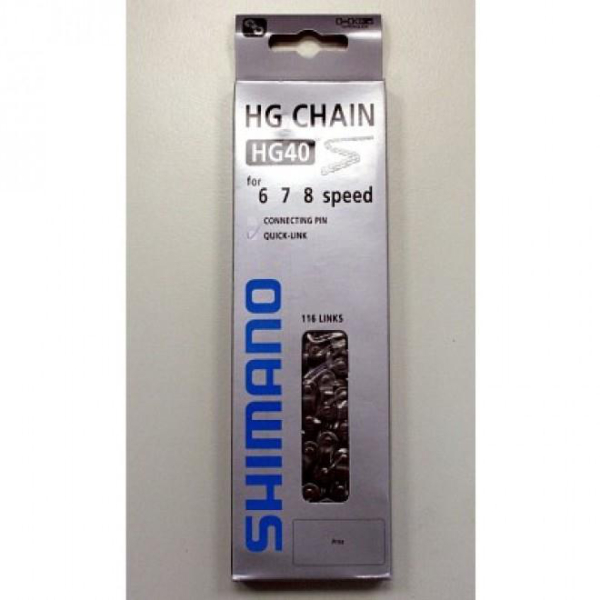 HG CHAIN
HG40
for
6 7 8 speed
CONNECTING PIN
QUICK-LINK
SHIMANO
116 LINKS